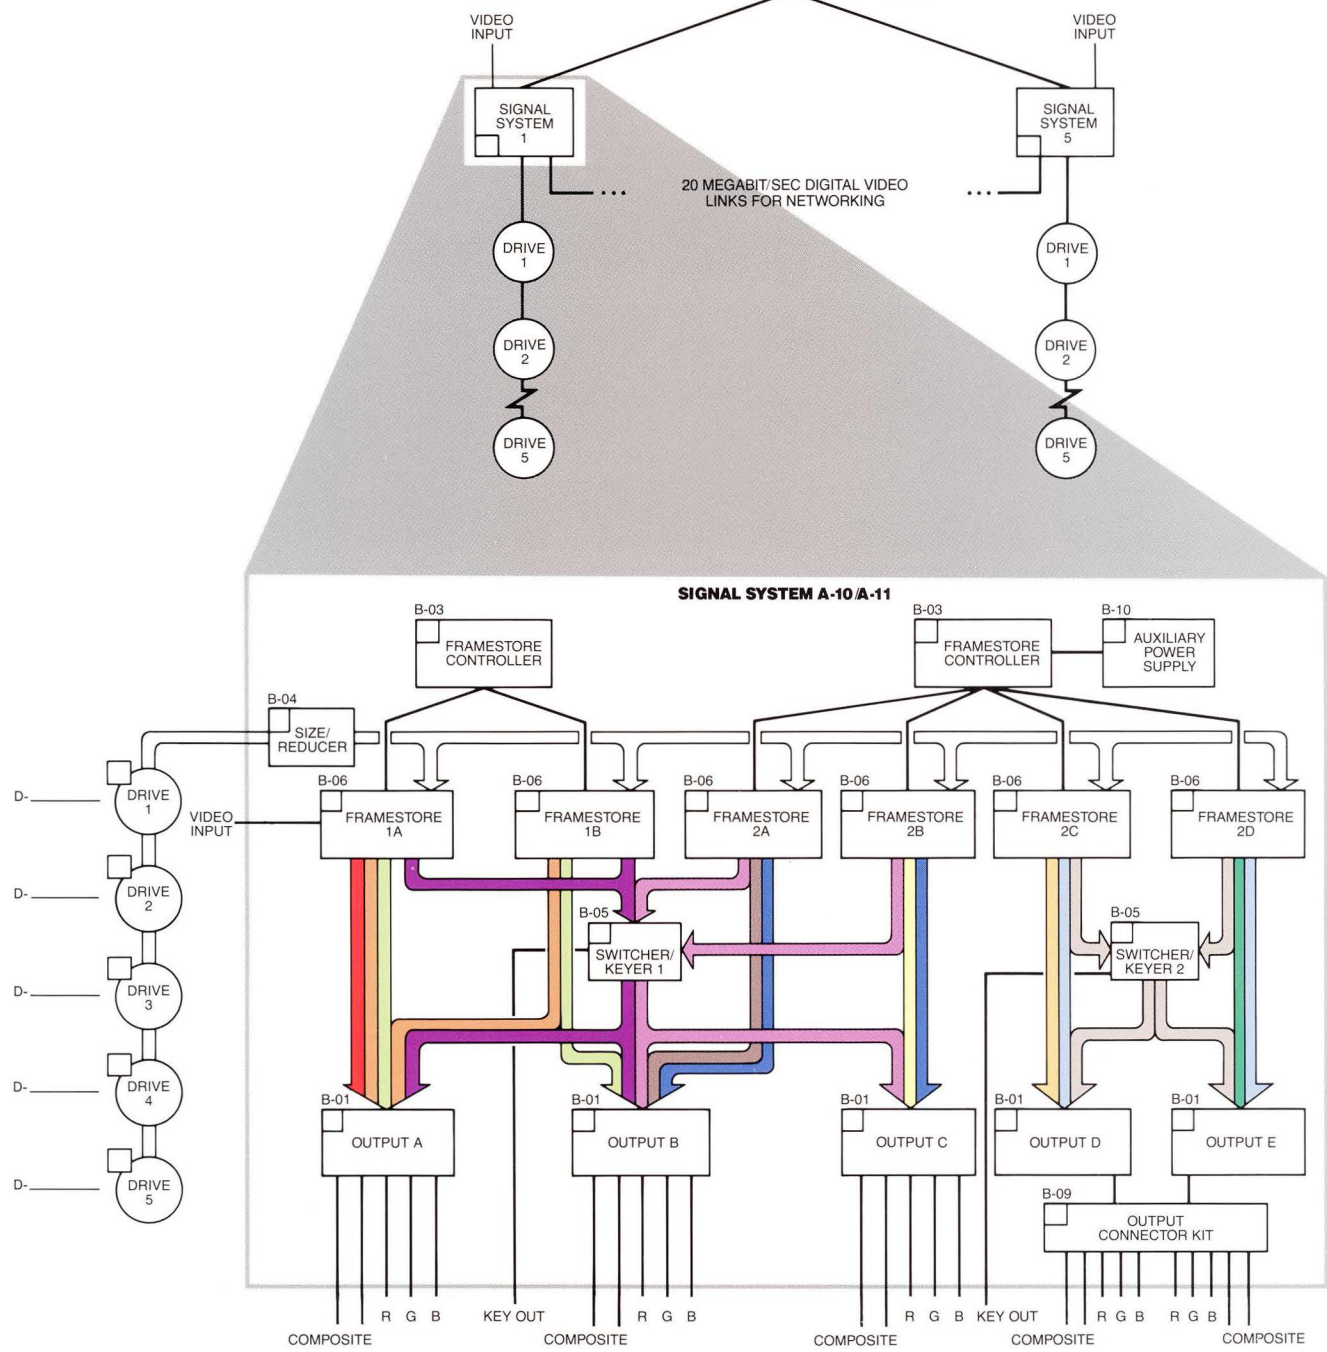 VIDEO
INPUT
VIDEO
INPUT
SIGNAL
SYSTEM
1
SIGNAL
SYSTEM
5
20 MEGABIT/SEC DIGITAL VIDEO
LINKS FOR NETWORKING
DRIVE
1
DRIVE
1
DRIVE
2
DRIVE
2
DRIVE
5
DRIVE
5
SIGNAL SYSTEM A-10/A-11
B-03
FRAMESTORE
CONTROLLER
B-03
FRAMESTORE
CONTROLLER
B-10
AUXILIARY
POWER
SUPPLY
B-04
SIZE/
REDUCER
D-
DRIVE
1
VIDEO
INPUT
B-06
FRAMESTORE
1A
B-06
FRAMESTORE
1B
B-06
FRAMESTORE
2A
B-06
FRAMESTORE
2B
B-06
FRAMESTORE
2C
B-06
FRAMESTORE
2D
D-
DRIVE
2
B-05
SWITCHER/
KEYER 1
B-05
SWITCHER/
KEYER 2
D-
DRIVE
3
D-
DRIVE
4
B-01
OUTPUT A
B-01
OUTPUT B
B-01
OUTPUT C
B-01
OUTPUT D
B-01
OUTPUT E
D-
DRIVE
5
B-09
OUTPUT
CONNECTOR KIT
R G B KEY OUT R G B R G B KEY OUT R G B R G B
COMPOSITE COMPOSITE COMPOSITE COMPOSITE COMPOSITE